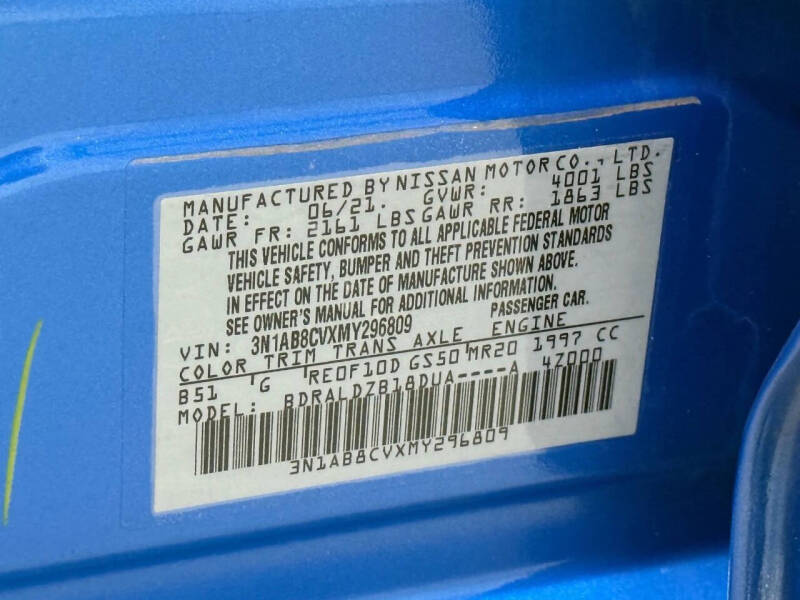 MANUFACTURED BY NISSAN MOTOR CO., LTD.
DATE: 06/21. GVWR: 4001 LBS
GAWR FR: 2161 LBS GAWR RR: 1863 LBS
THIS VEHICLE CONFORMS TO ALL APPLICABLE FEDERAL MOTOR
VEHICLE SAFETY, BUMPER AND THEFT PREVENTION STANDARDS
IN EFFECT ON THE DATE OF MANUFACTURE SHOWN ABOVE.
SEE OWNER'S MANUAL FOR ADDITIONAL INFORMATION.
VIN: 3N1AB8CVXMY296809 PASSENGER CAR.
COLOR TRIM TRANS AXLE ENGINE
B51 G RE0F10D GS50 MR20 1997 CC
MODEL: BDRALDZB18DUA----A 4Z000
3N1AB8CVXMY296809